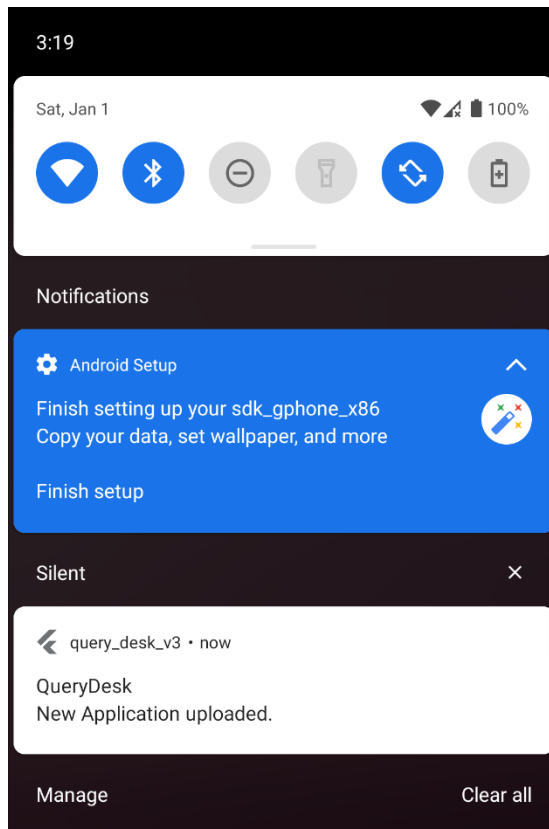 3:19
Sat, Jan 1
100%
Notifications
Android Setup
Finish setting up your sdk_gphone_x86
Copy your data, set wallpaper, and more
Finish setup
Silent
query_desk_v3 • now
QueryDesk
New Application uploaded.
Manage
Clear all